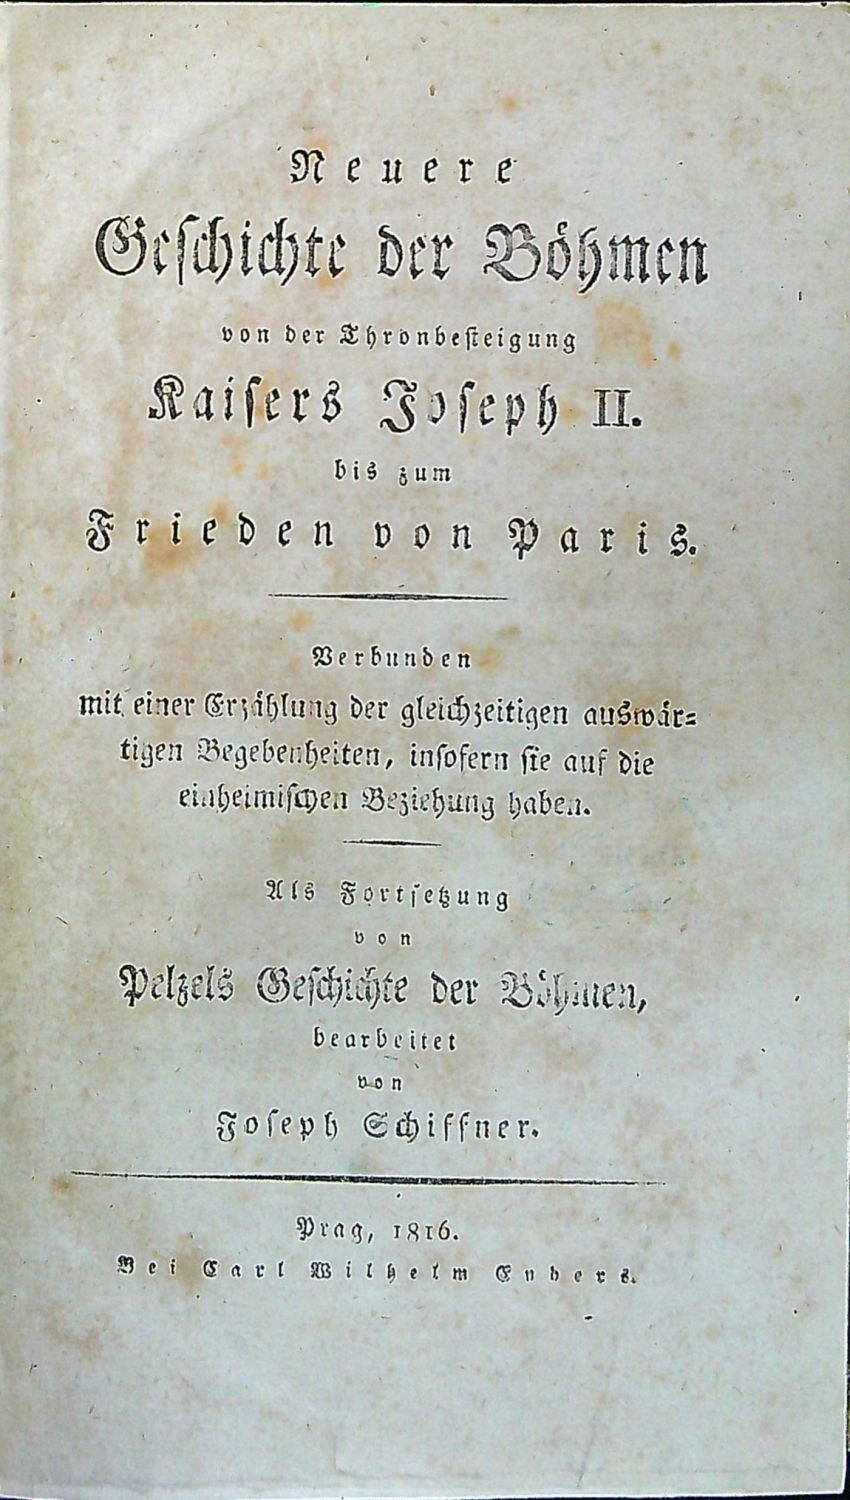 Neuere
Geschichte der Böhmen
von der Thronbesteigung
Kaisers Joseph II.
bis zum
Frieden von Paris.
Verbunden
mit einer Erzählung der gleichzeitigen auswär-
tigen Begebenheiten, insofern sie auf die
einheimischen Beziehung haben.
Als Fortsetzung
von
Pelzels Geschichte der Böhmen,
bearbeitet
von
Joseph Schiffner.
Prag, 1816.
Bei Carl Wilhelm Enders.